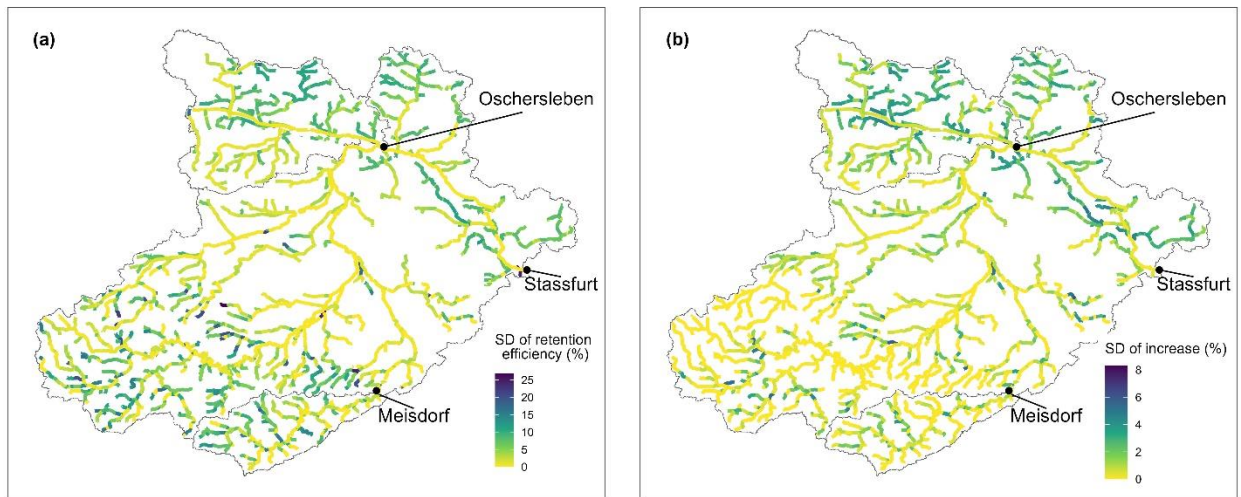 (a)
Oschersleben
Stassfurt
SD of retention
efficiency (%)
25
20
15
10
5
0
Meisdorf
(b)
Oschersleben
Stassfurt
SD of increase (%)
8
6
4
2
0
Meisdorf